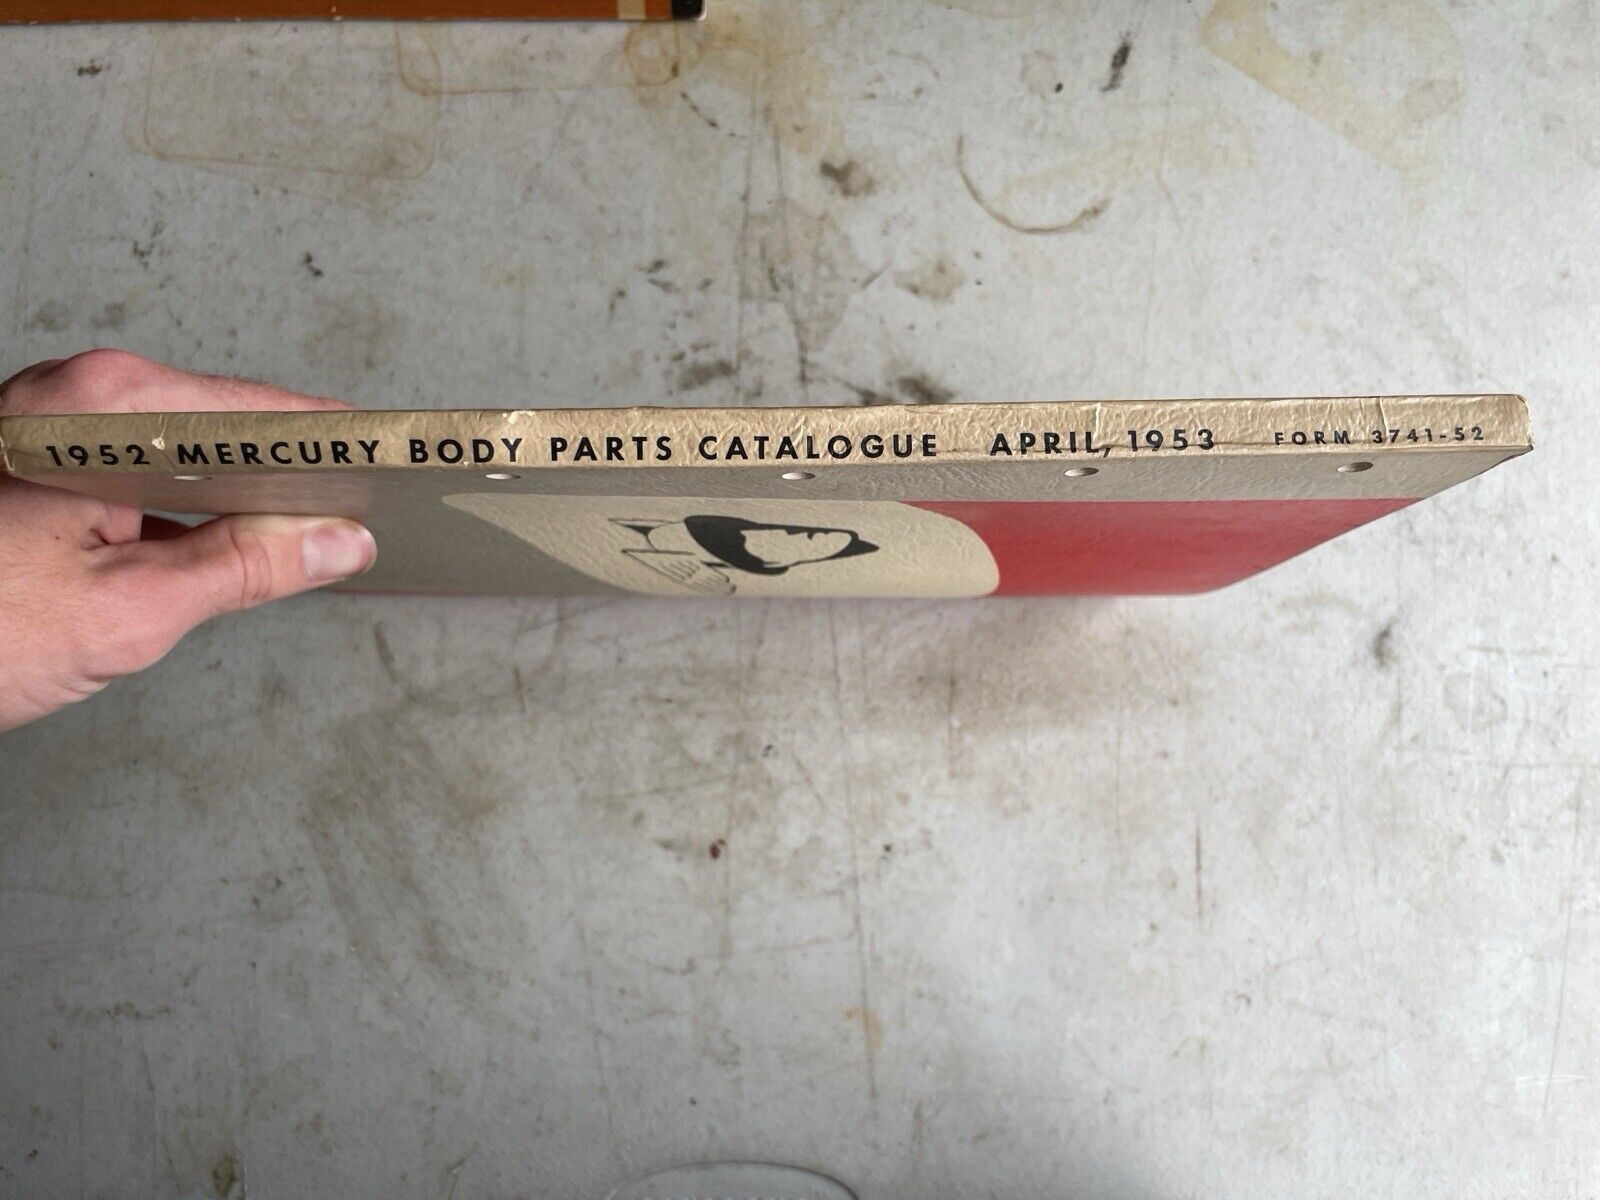 1952 MERCURY BODY PARTS CATALOGUE APRIL, 1953 FORM 3741-52